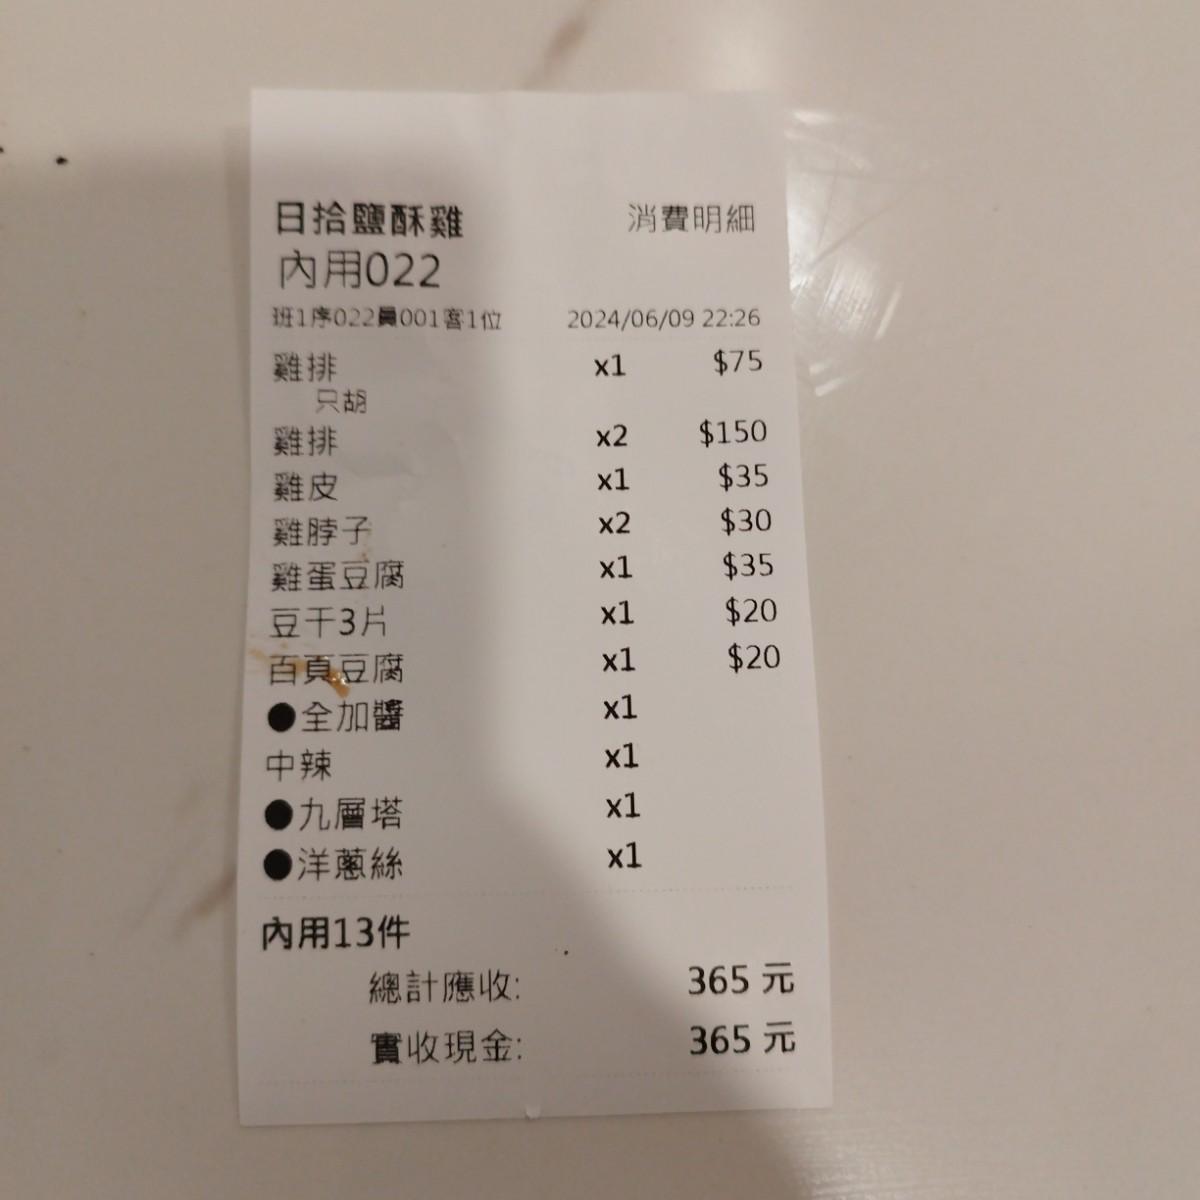 日拾鹽酥雞 消費明細
內用022
班1序022員001客1位 2024/06/09 22:26
雞排 x1 $75
只胡
雞排 x2 $150
雞皮 x1 $35
雞脖子 x2 $30
雞蛋豆腐 x1 $35
豆干3片 x1 $20
百頁豆腐 x1 $20
●全加醬 x1
中辣 x1
●九層塔 x1
●洋蔥絲 x1
內用13件
總計應收: 365 元
實收現金: 365 元